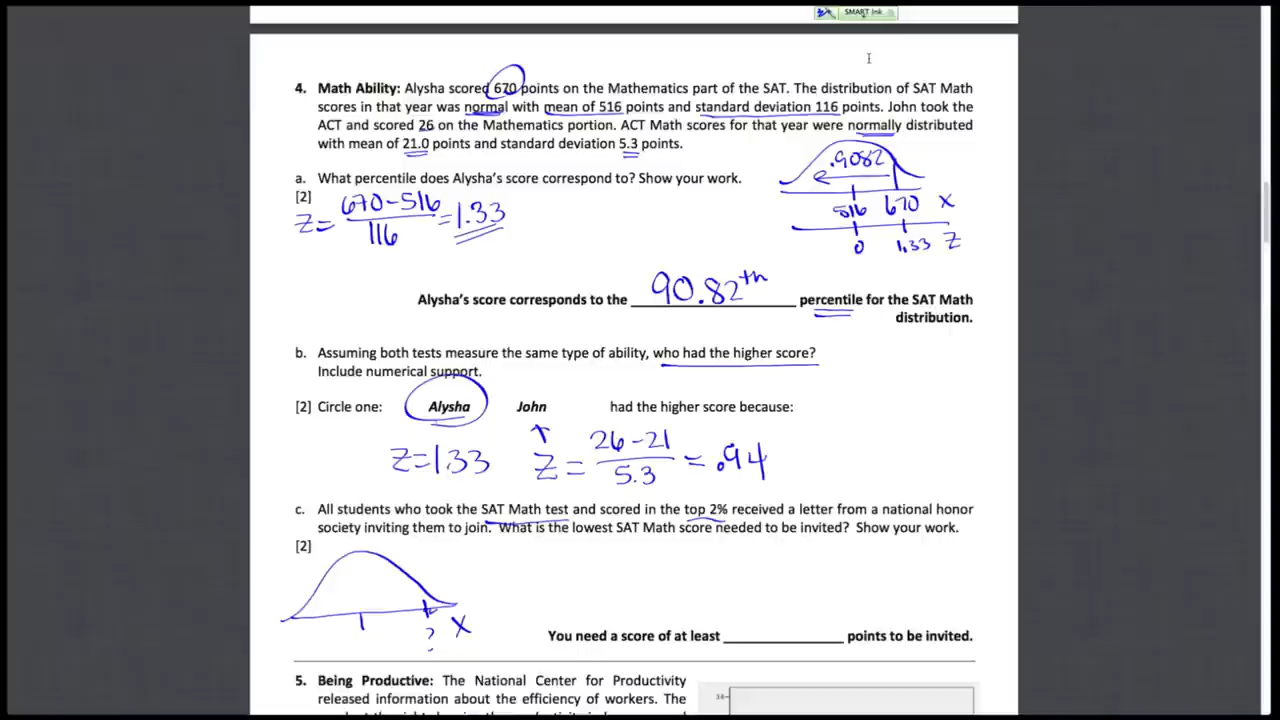 SMART Ink
4. Math Ability: Alysha scored 670 points on the Mathematics part of the SAT. The distribution of SAT Math
scores in that year was normal with mean of 516 points and standard deviation 116 points. John took the
ACT and scored 26 on the Mathematics portion. ACT Math scores for that year were normally distributed
with mean of 21.0 points and standard deviation 5.3 points.
.9082
516 670 X
0 1.33 Z
a. What percentile does Alysha's score correspond to? Show your work.
[2]
Z = 670-516 / 116 = 1.33
90.82th
Alysha's score corresponds to the ____________ percentile for the SAT Math
distribution.
b. Assuming both tests measure the same type of ability, who had the higher score?
Include numerical support.
[2] Circle one: Alysha John had the higher score because:
Z=1.33 Z = 26-21 / 5.3 = .94
c. All students who took the SAT Math test and scored in the top 2% received a letter from a national honor
society inviting them to join. What is the lowest SAT Math score needed to be invited? Show your work.
[2]
? X
You need a score of at least ____________ points to be invited.
5. Being Productive: The National Center for Productivity
released information about the efficiency of workers. The